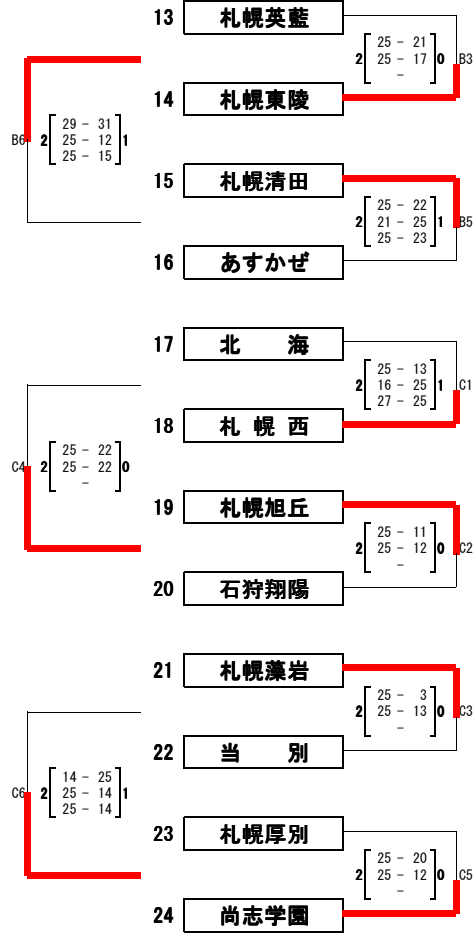 13 札幌英藍
25 - 21
2 25 - 17 0 B3
-
14 札幌東陵
29 - 31
B6 2 25 - 12 1
25 - 15
15 札幌清田
25 - 22
2 21 - 25 1 B5
25 - 23
16 あすかぜ
17 北 海
25 - 13
2 16 - 25 1 C1
27 - 25
18 札 幌 西
25 - 22
C4 2 25 - 22 0
-
19 札幌旭丘
25 - 11
2 25 - 12 0 C2
-
20 石狩翔陽
21 札幌藻岩
25 - 3
2 25 - 13 0 C3
-
22 当 別
14 - 25
C6 2 25 - 14 1
25 - 14
23 札幌厚別
25 - 20
2 25 - 12 0 C5
-
24 尚志学園